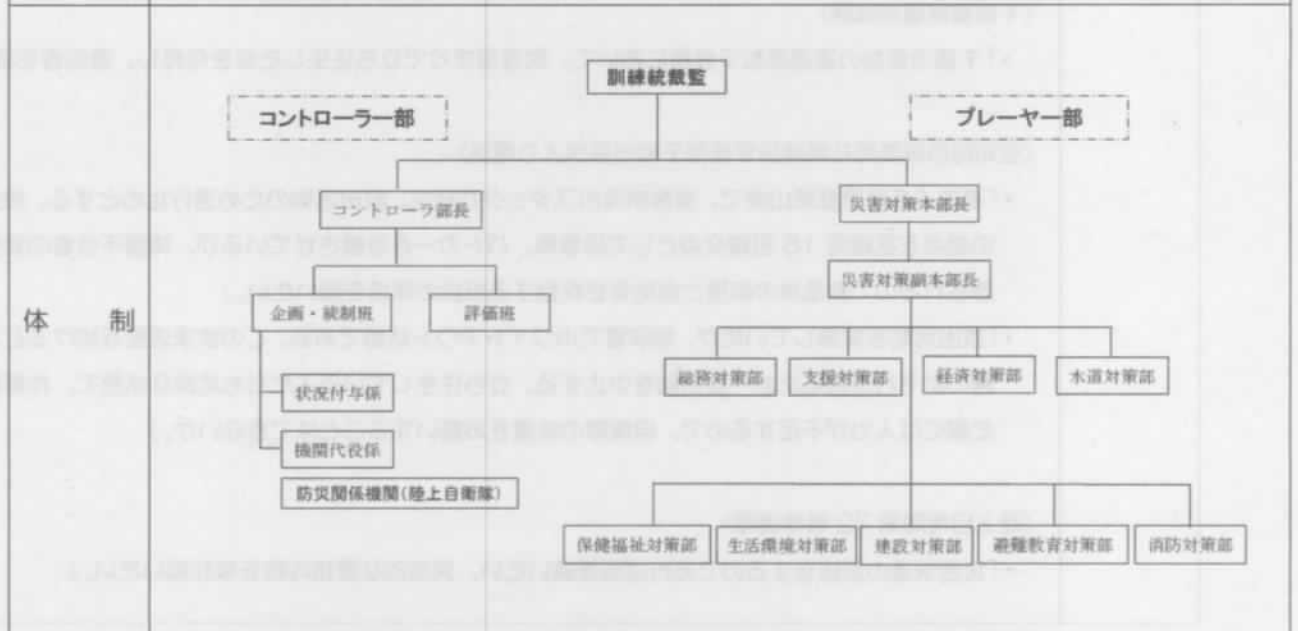 体 制
訓練統裁監
コントローラー部
プレーヤー部
コントローラ部長
災害対策本部長
災害対策副本部長
企画・統制班
評価班
総務対策部
支援対策部
経済対策部
水道対策部
状況付与係
機関代役係
防災関係機関(陸上自衛隊)
保健福祉対策部
生活環境対策部
建設対策部
避難教育対策部
消防対策部